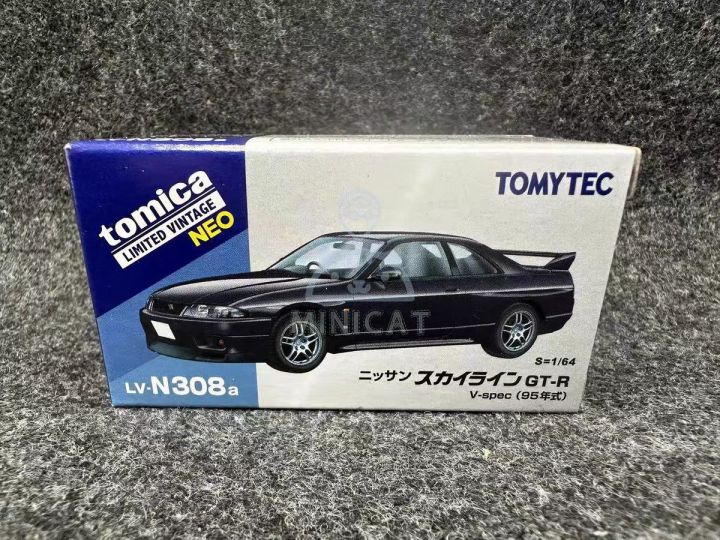 tomica
LIMITED VINTAGE
NEO
TOMYTEC
MINICAT
S=1/64
ニッサン スカイライン GT-R
V-spec (95年式)
LV-N308a